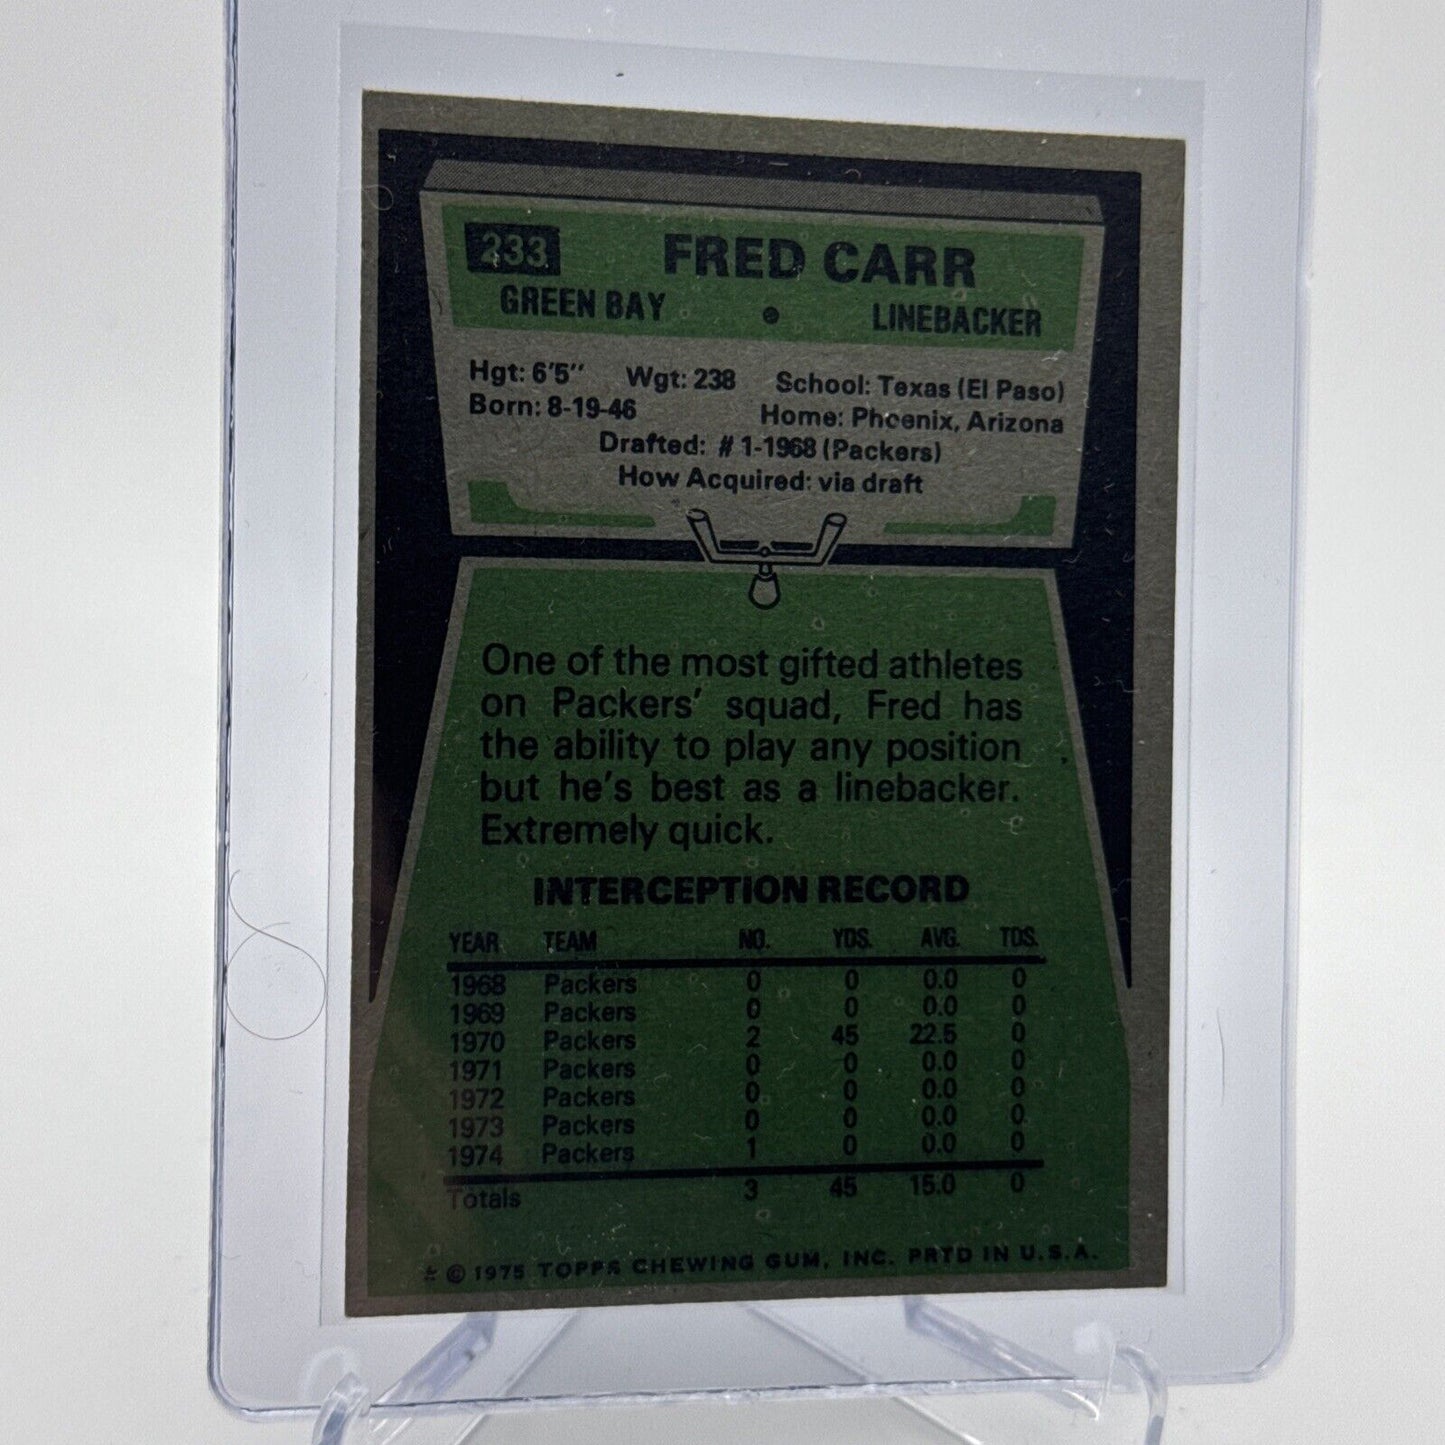 233 FRED CARR
GREEN BAY • LINEBACKER
Hgt: 6'5" Wgt: 238 School: Texas (El Paso)
Born: 8-19-46 Home: Phoenix, Arizona
Drafted: #1-1968 (Packers)
How Acquired: via draft
One of the most gifted athletes
on Packers' squad, Fred has
the ability to play any position
but he's best as a linebacker.
Extremely quick.
INTERCEPTION RECORD
YEAR TEAM NO. YDS. AVG. TDS.
1968 Packers 0 0 0.0 0
1969 Packers 0 0 0.0 0
1970 Packers 2 45 22.5 0
1971 Packers 0 0 0.0 0
1972 Packers 0 0 0.0 0
1973 Packers 0 0 0.0 0
1974 Packers 1 0 0.0 0
Totals 3 45 15.0 0
* © 1975 TOPPS CHEWING GUM, INC. PRTD IN U.S.A.